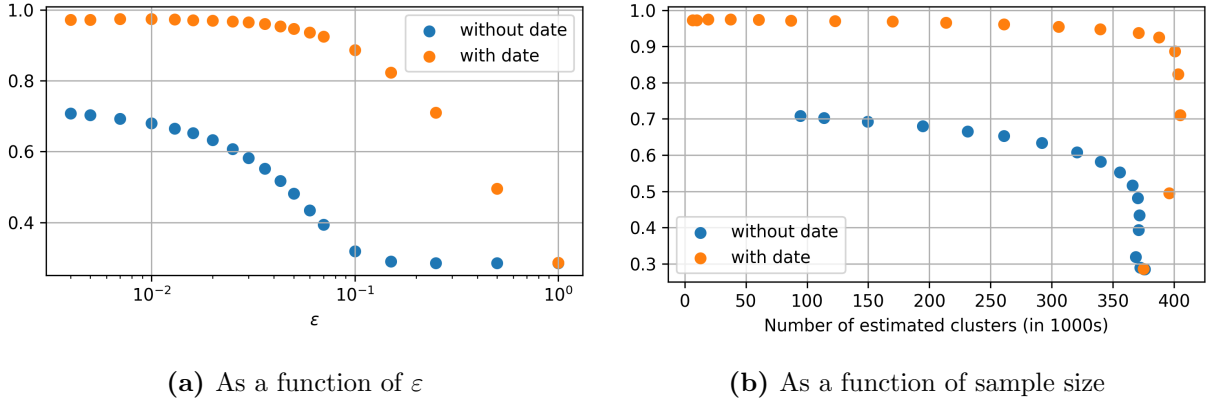 1.0
0.8
0.6
0.4
without date
with date
10⁻²
10⁻¹
10⁰
ε
(a) As a function of ε
1.0
0.9
0.8
0.7
0.6
0.5
0.4
0.3
without date
with date
0 50 100 150 200 250 300 350 400
Number of estimated clusters (in 1000s)
(b) As a function of sample size